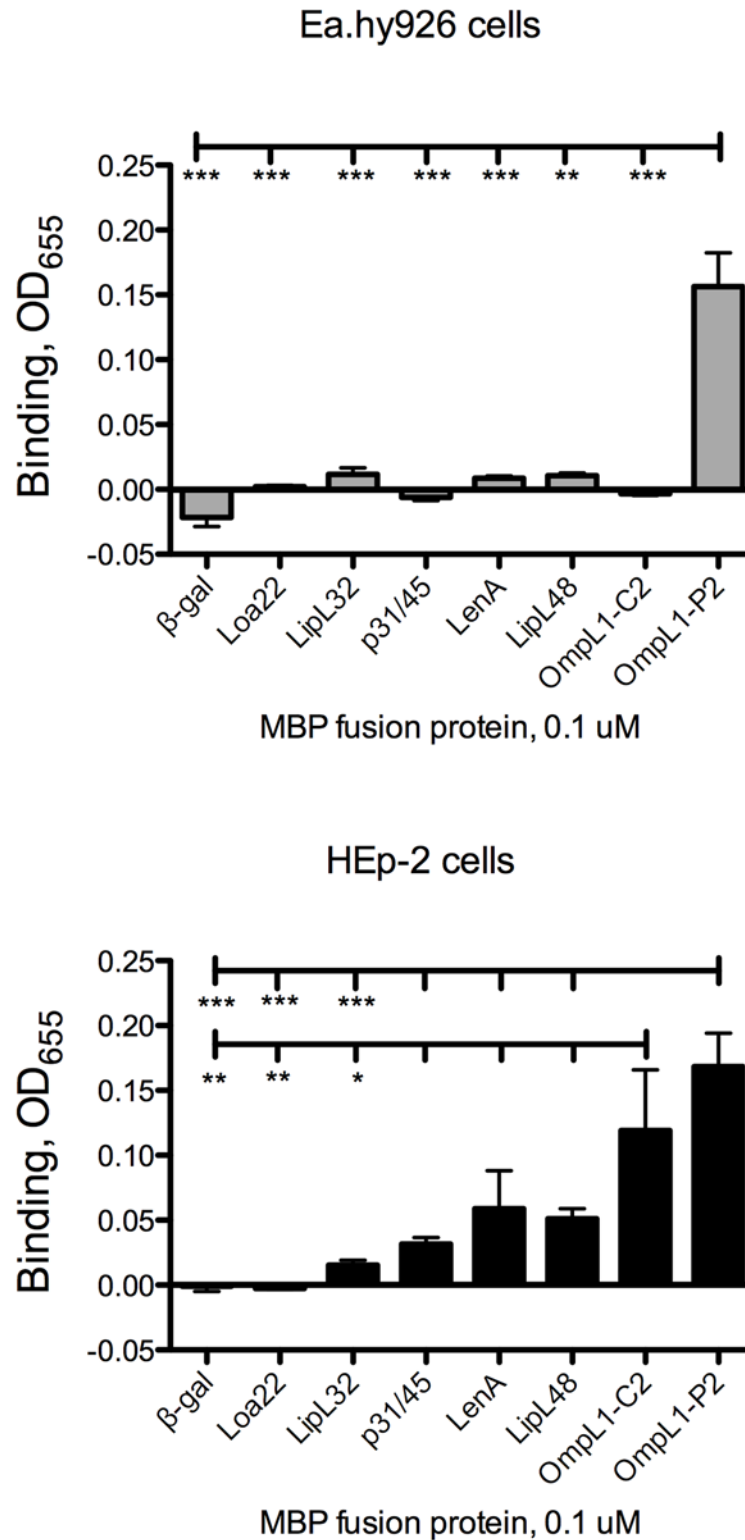 Ea.hy926 cells
0.25
*** *** *** *** *** ** ***
0.20
0.15
0.10
0.05
0.00
-0.05
Binding, OD655
β-gal Loa22 LipL32 p31/45 LenA LipL48 OmpL1-C2 OmpL1-P2
MBP fusion protein, 0.1 uM
HEp-2 cells
0.25
*** *** ***
0.20
** ** *
0.15
0.10
0.05
0.00
-0.05
Binding, OD655
β-gal Loa22 LipL32 p31/45 LenA LipL48 OmpL1-C2 OmpL1-P2
MBP fusion protein, 0.1 uM